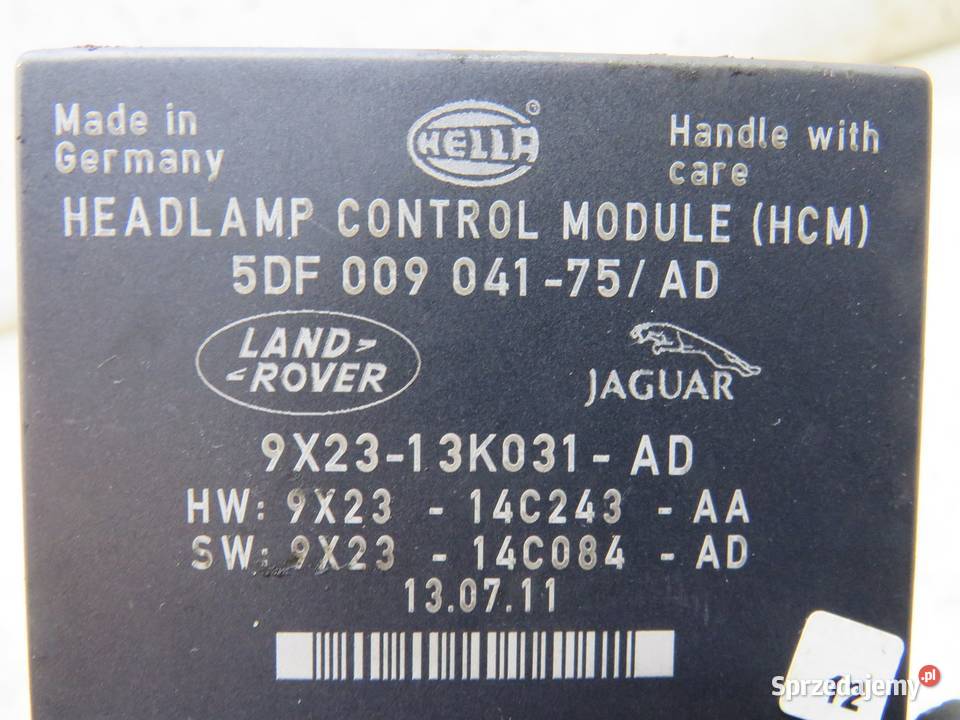 Made in
Germany
HELLA®
Handle with
care
HEADLAMP CONTROL MODULE (HCM)
5DF 009 041-75/ AD
LAND-
-ROVER
JAGUAR
9X23-13K031- AD
HW: 9X23 - 14C243 - AA
SW: 9X23 - 14C084 - AD
13.07.11
12
Sprzedajemy.pl